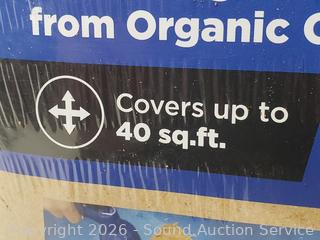 from Organic
Covers up to
40 sq.ft.
Copyright 2026 - Sound Auction Service